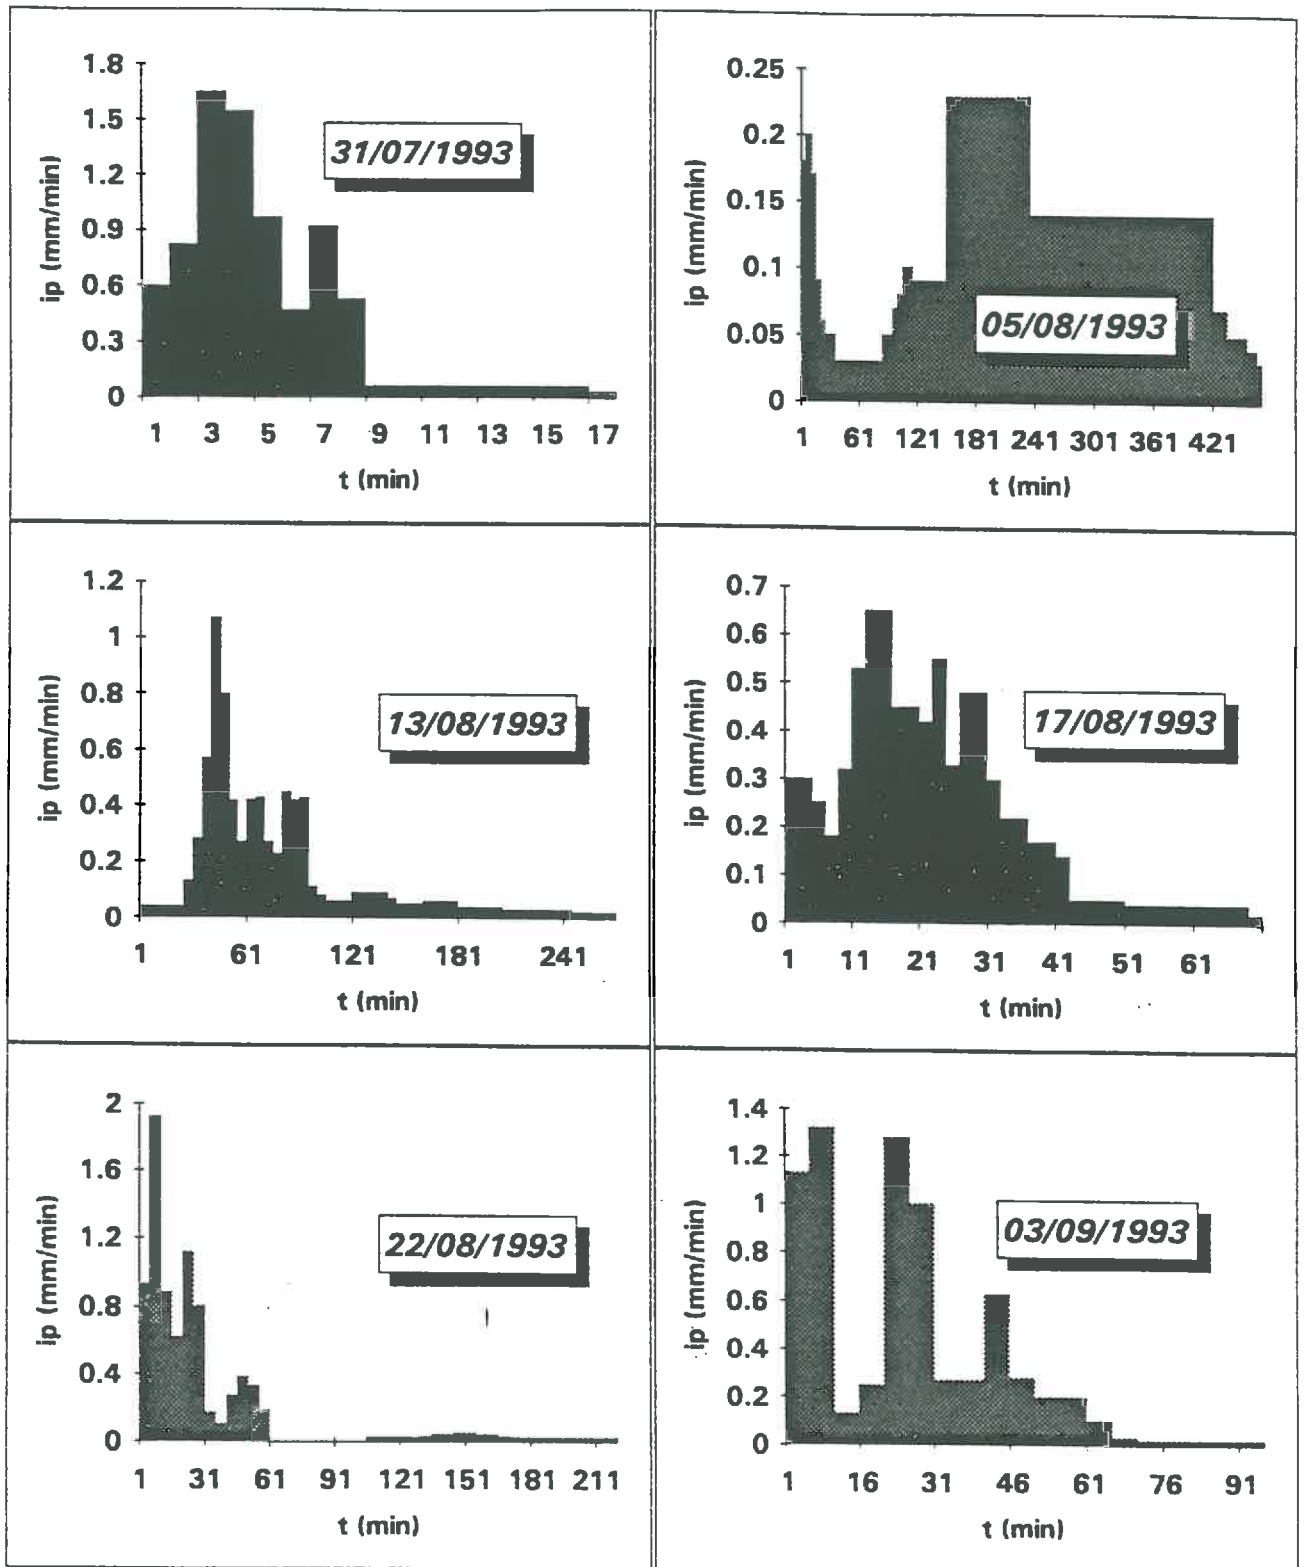 1.8
1.5
1.2
0.9
0.6
0.3
0
ip (mm/min)
31/07/1993
1 3 5 7 9 11 13 15 17
t (min)
0.25
0.2
0.15
0.1
0.05
0
ip (mm/min)
05/08/1993
1 61 121 181 241 301 361 421
t (min)
1.2
1
0.8
0.6
0.4
0.2
0
ip (mm/min)
13/08/1993
1 61 121 181 241
t (min)
0.7
0.6
0.5
0.4
0.3
0.2
0.1
0
ip (mm/min)
17/08/1993
1 11 21 31 41 51 61
t (min)
2
1.6
1.2
0.8
0.4
0
ip (mm/min)
22/08/1993
1 31 61 91 121 151 181 211
t (min)
1.4
1.2
1
0.8
0.6
0.4
0.2
0
ip (mm/min)
03/09/1993
1 16 31 46 61 76 91
t (min)